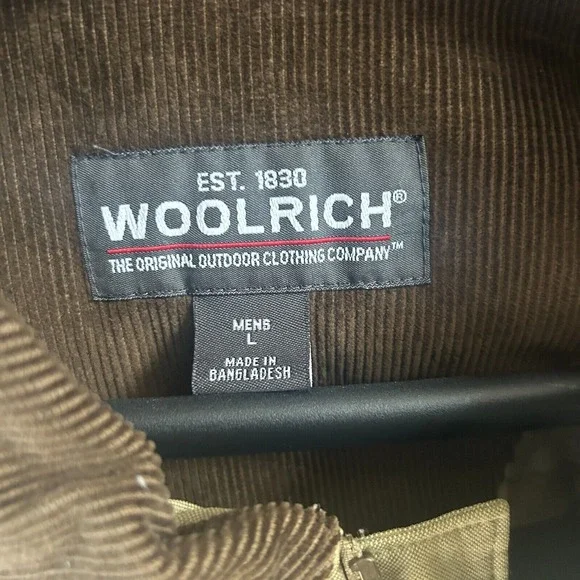 EST. 1830
WOOLRICH®
THE ORIGINAL OUTDOOR CLOTHING COMPANY™
MENS
L
MADE IN
BANGLADESH